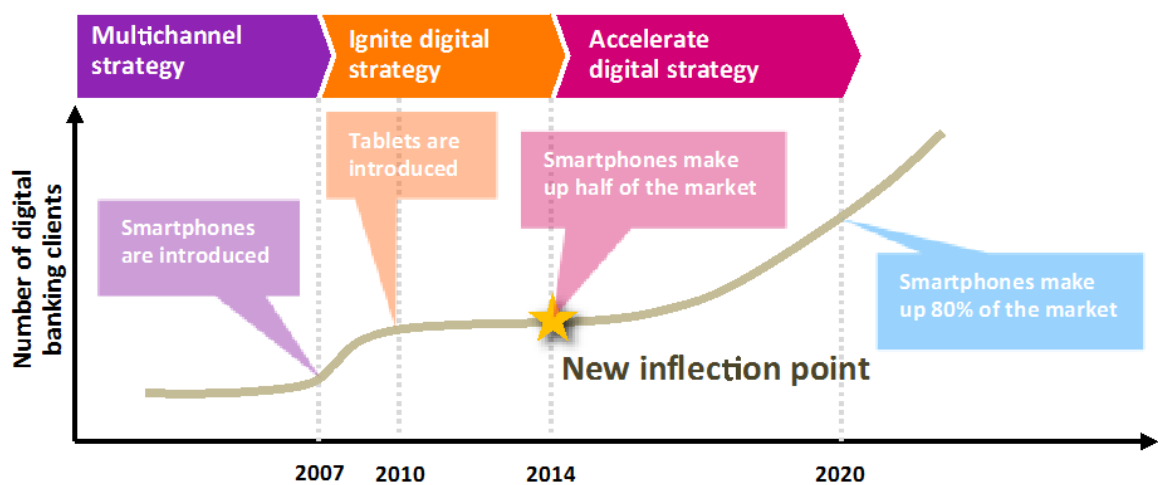 Multichannel
strategy
Ignite digital
strategy
Accelerate
digital strategy
Number of digital
banking clients
Smartphones
are introduced
Tablets are
introduced
Smartphones make
up half of the market
Smartphones make
up 80% of the market
New inflection point
2007 2010 2014 2020